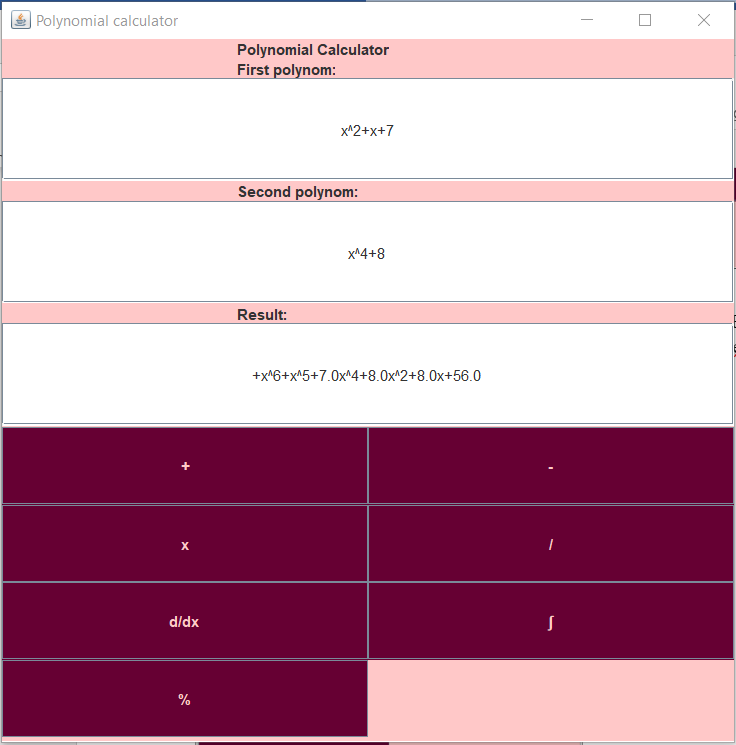 Polynomial calculator
Polynomial Calculator
First polynom:
x^2+x+7
Second polynom:
x^4+8
Result:
+x^6+x^5+7.0x^4+8.0x^2+8.0x+56.0
+ -
x /
d/dx ∫
%